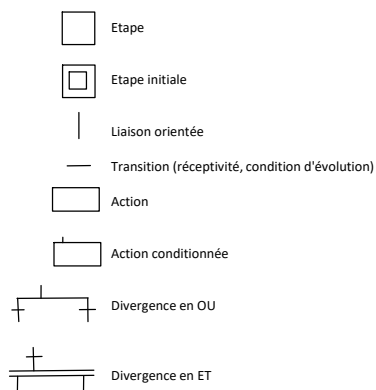 Etape
Etape initiale
Liaison orientée
Transition (réceptivité, condition d'évolution)
Action
Action conditionnée
Divergence en OU
Divergence en ET